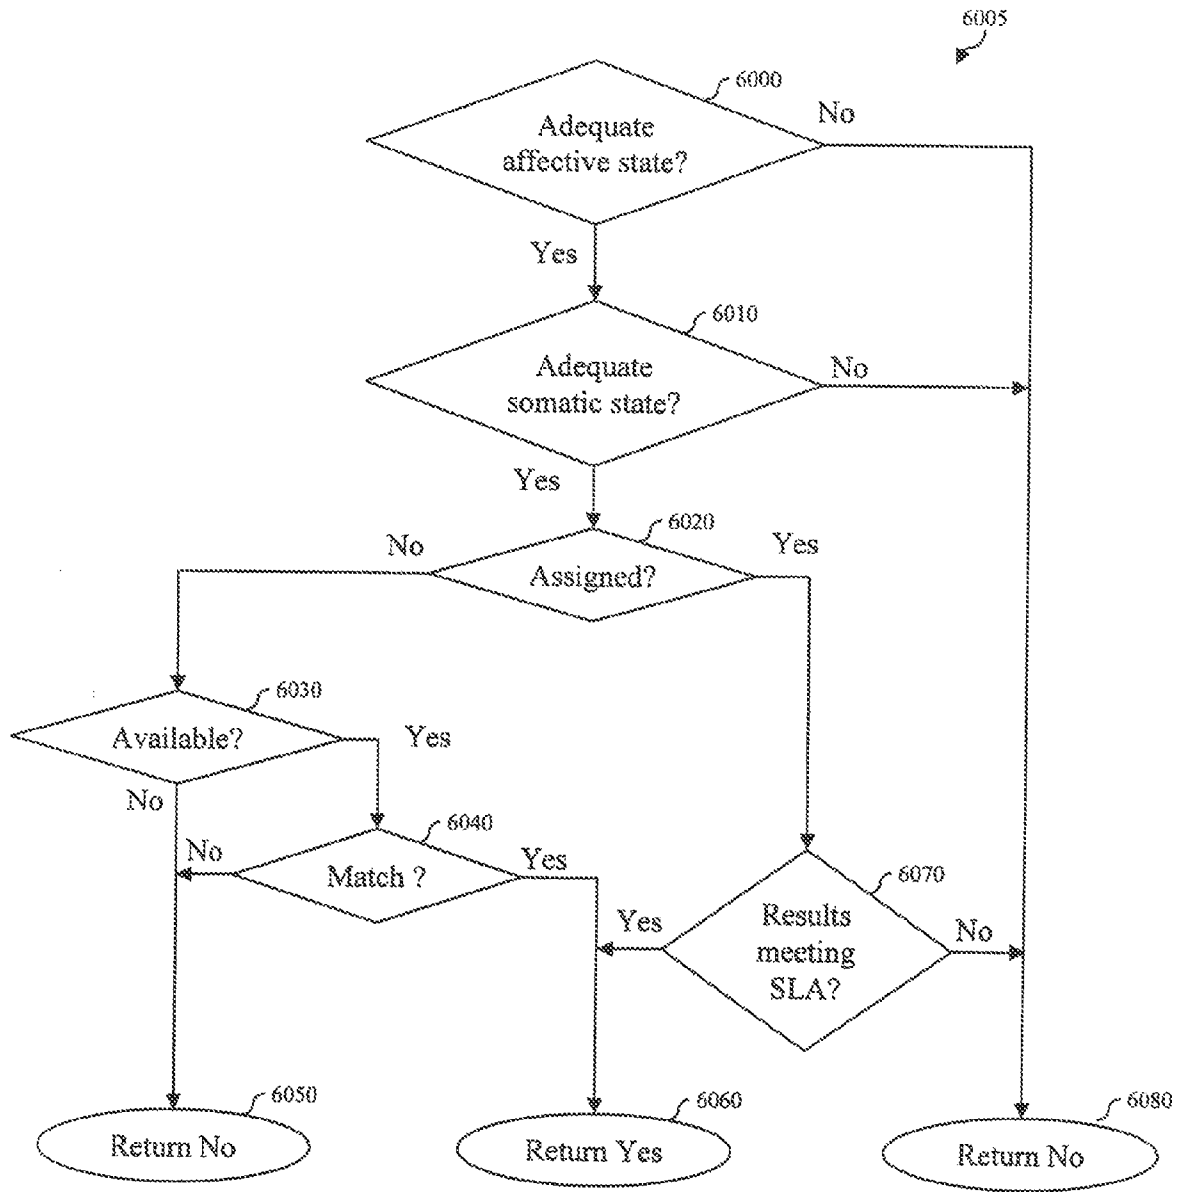 6005
6000
No
Adequate
affective state?
Yes
6010
No
Adequate
somatic state?
Yes
6020
No
Yes
Assigned?
6030
Available?
Yes
No
6040
No
Match ?
Yes
6070
Yes
Results
meeting
SLA?
No
6050
Return No
6060
Return Yes
6080
Return No